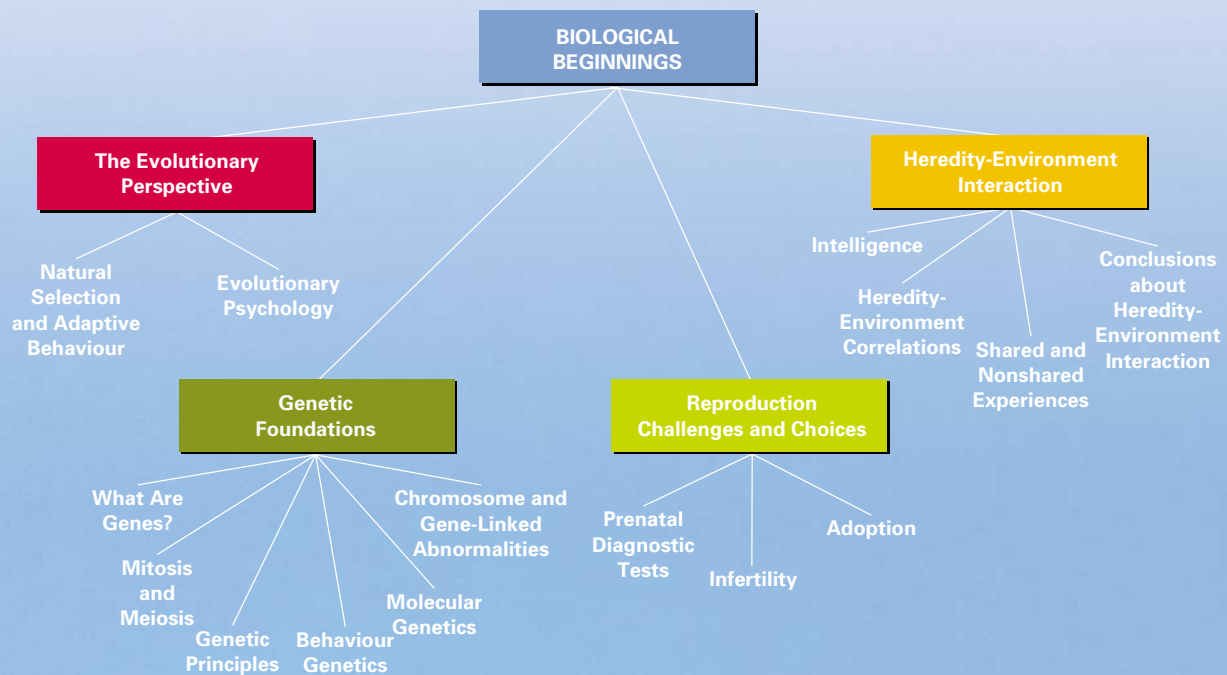 BIOLOGICAL
BEGINNINGS
The Evolutionary
Perspective
Natural
Selection
and Adaptive
Behaviour
Evolutionary
Psychology
Heredity-Environment
Interaction
Intelligence
Heredity-
Environment
Correlations
Shared and
Nonshared
Experiences
Conclusions
about
Heredity-
Environment
Interaction
Genetic
Foundations
What Are
Genes?
Mitosis
and
Meiosis
Genetic
Principles
Behaviour
Genetics
Molecular
Genetics
Chromosome and
Gene-Linked
Abnormalities
Reproduction
Challenges and Choices
Prenatal
Diagnostic
Tests
Infertility
Adoption